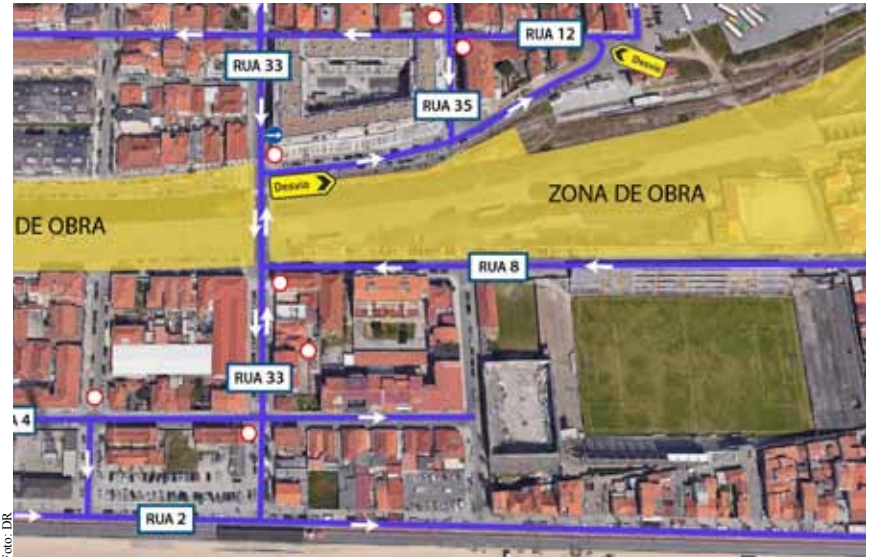 RUA 12
Desvio
RUA 33
RUA 35
Desvio
ZONA DE OBRA
DE OBRA
RUA 8
RUA 33
A 4
RUA 2
Foto: DR